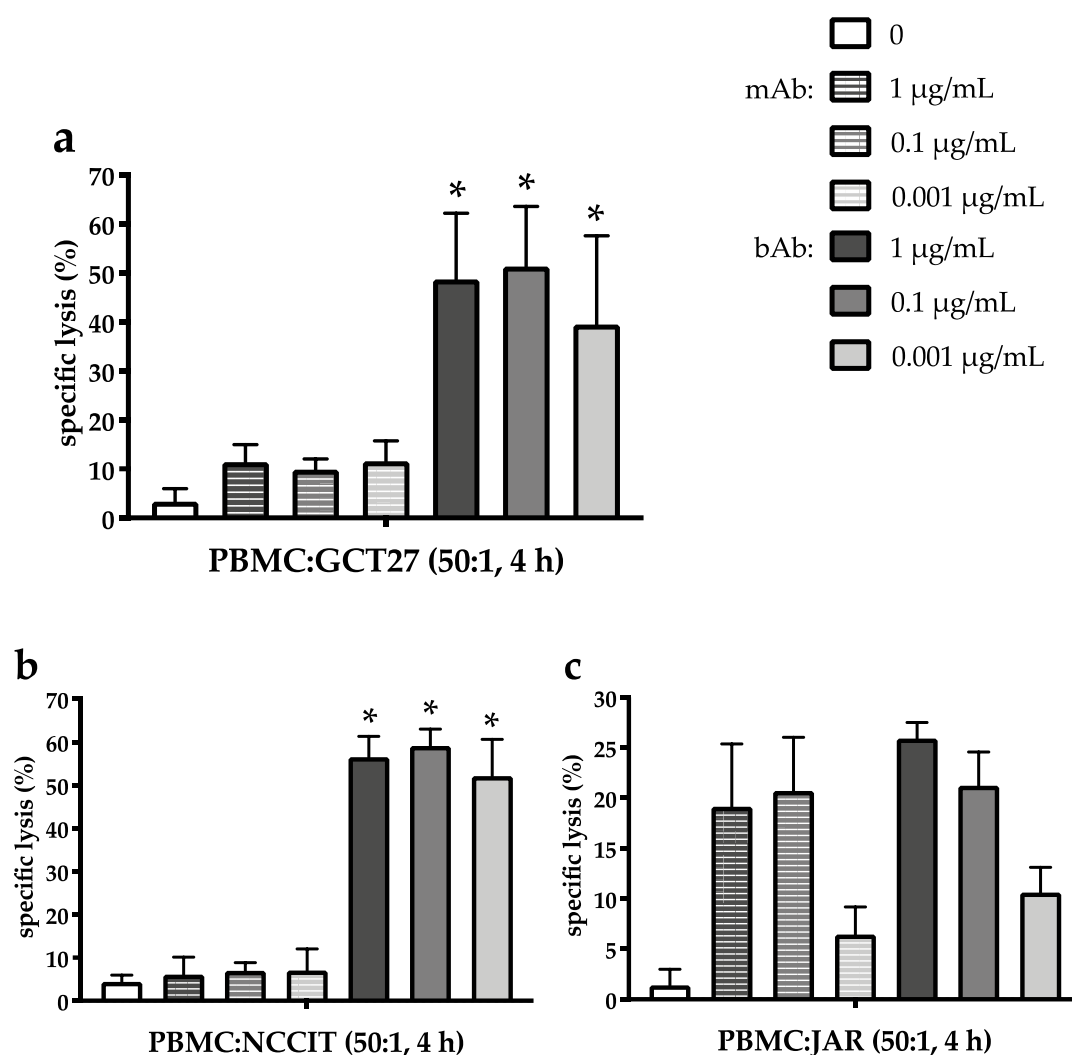 0
mAb: 1 µg/mL
0.1 µg/mL
0.001 µg/mL
bAb: 1 µg/mL
0.1 µg/mL
0.001 µg/mL
a
specific lysis (%)
70
60
50
40
30
20
10
0
* * *
PBMC:GCT27 (50:1, 4 h)
b
specific lysis (%)
70
60
50
40
30
20
10
0
* * *
PBMC:NCCIT (50:1, 4 h)
c
specific lysis (%)
30
25
20
15
10
5
0
PBMC:JAR (50:1, 4 h)